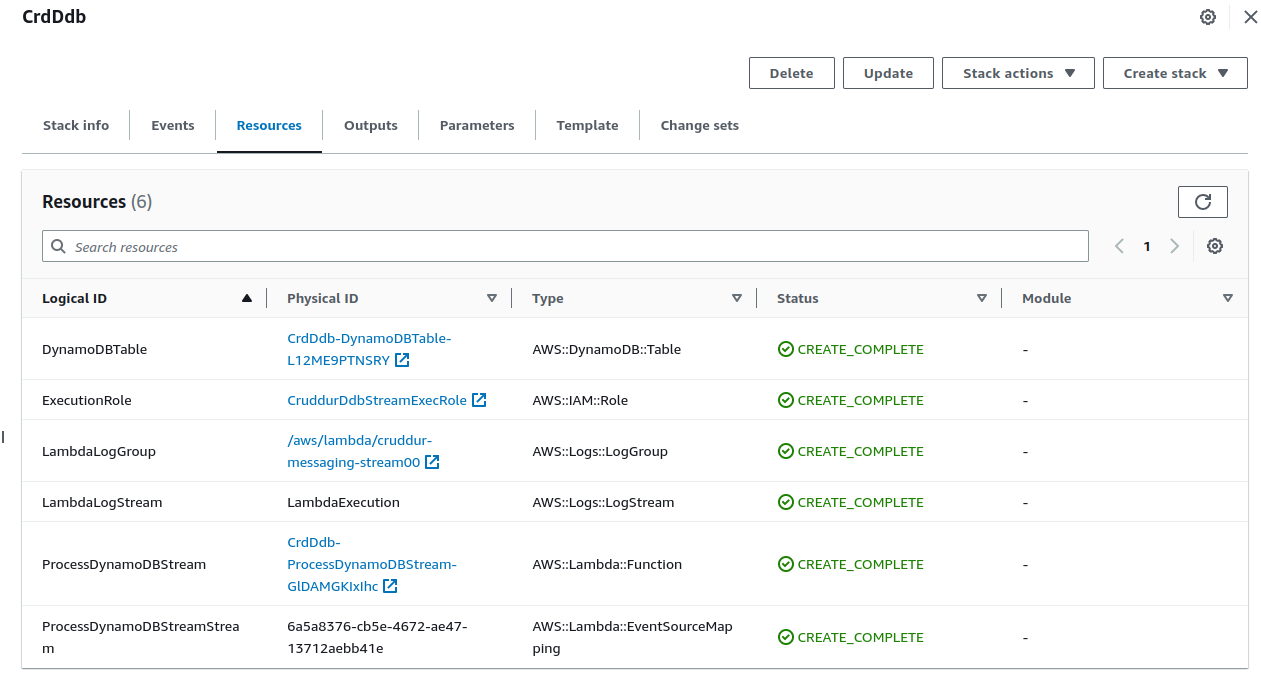 CrdDdb
Delete
Update
Stack actions
Create stack
Stack info
Events
Resources
Outputs
Parameters
Template
Change sets
Resources (6)
Search resources
1
Logical ID
Physical ID
Type
Status
Module
DynamoDBTable
CrdDdb-DynamoDBTable-
L12ME9PTNSRY
AWS::DynamoDB::Table
CREATE_COMPLETE
-
ExecutionRole
CruddurDdbStreamExecRole
AWS::IAM::Role
CREATE_COMPLETE
-
LambdaLogGroup
/aws/lambda/cruddur-
messaging-stream00
AWS::Logs::LogGroup
CREATE_COMPLETE
-
LambdaLogStream
LambdaExecution
AWS::Logs::LogStream
CREATE_COMPLETE
-
ProcessDynamoDBStream
CrdDdb-
ProcessDynamoDBStream-
GlDAMGKIxIhc
AWS::Lambda::Function
CREATE_COMPLETE
-
ProcessDynamoDBStreamStrea
m
6a5a8376-cb5e-4672-ae47-
13712aebb41e
AWS::Lambda::EventSourceMap
ping
CREATE_COMPLETE
-